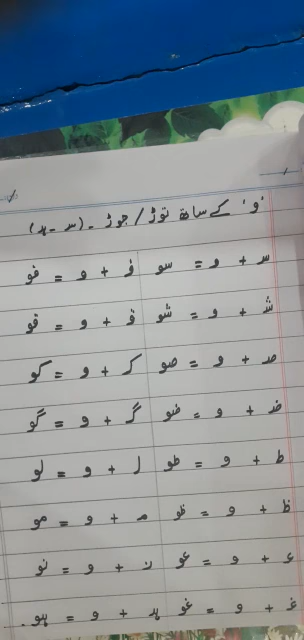 'و' کے ساتھ توڑ/جوڑ ۔ (س ۔ ہ)
س + و = سو ف + و = فو
ش + و = شو ق + و = قو
ص + و = صو ک + و = کو
ض + و = ضو گ + و = گو
ط + و = طو ل + و = لو
ظ + و = ظو م + و = مو
ع + و = عو ن + و = نو
غ + و = غو ہ + و = ہو۔